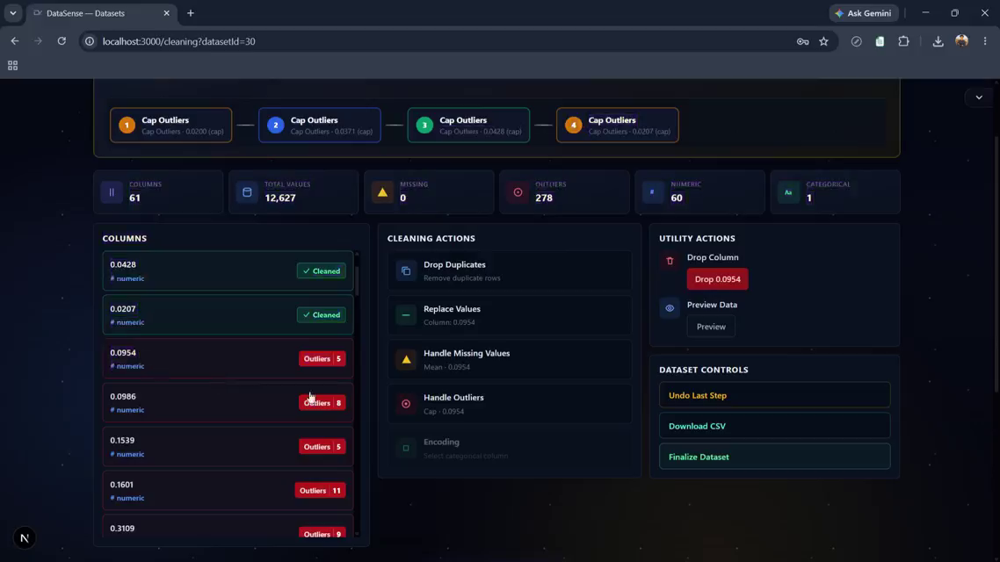 DataSense — Datasets
Ask Gemini
localhost:3000/cleaning?datasetId=30
1
Cap Outliers
Cap Outliers · 0.0200 (cap)
2
Cap Outliers
Cap Outliers · 0.0371 (cap)
3
Cap Outliers
Cap Outliers · 0.0428 (cap)
4
Cap Outliers
Cap Outliers · 0.0207 (cap)
COLUMNS
61
TOTAL VALUES
12,627
MISSING
0
OUTLIERS
278
#
NUMERIC
60
Aa
CATEGORICAL
1
COLUMNS
0.0428
# numeric
✓ Cleaned
0.0207
# numeric
✓ Cleaned
0.0954
# numeric
Outliers 5
0.0986
# numeric
Outliers 8
0.1539
# numeric
Outliers 5
0.1601
# numeric
Outliers 11
0.3109
Outliers 9
CLEANING ACTIONS
Drop Duplicates
Remove duplicate rows
Replace Values
Column: 0.0954
Handle Missing Values
Mean · 0.0954
Handle Outliers
Cap · 0.0954
Encoding
Select categorical column
UTILITY ACTIONS
Drop Column
Drop 0.0954
Preview Data
Preview
DATASET CONTROLS
Undo Last Step
Download CSV
Finalize Dataset
N